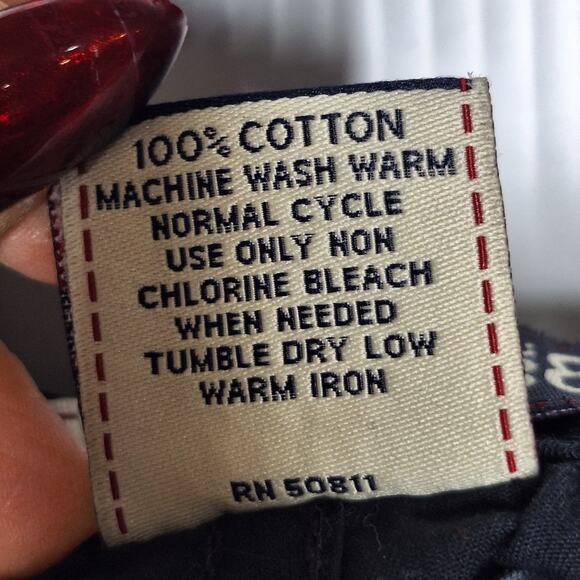 100% COTTON
MACHINE WASH WARM
NORMAL CYCLE
USE ONLY NON
CHLORINE BLEACH
WHEN NEEDED
TUMBLE DRY LOW
WARM IRON
RN 50811